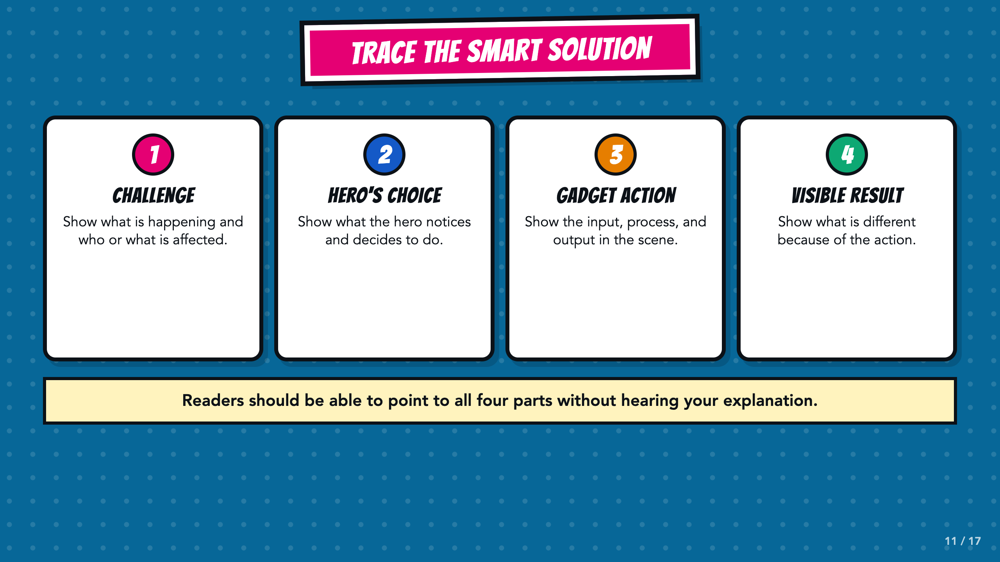 TRACE THE SMART SOLUTION
1
CHALLENGE
Show what is happening and
who or what is affected.
2
HERO'S CHOICE
Show what the hero notices
and decides to do.
3
GADGET ACTION
Show the input, process, and
output in the scene.
4
VISIBLE RESULT
Show what is different
because of the action.
Readers should be able to point to all four parts without hearing your explanation.
11 / 17